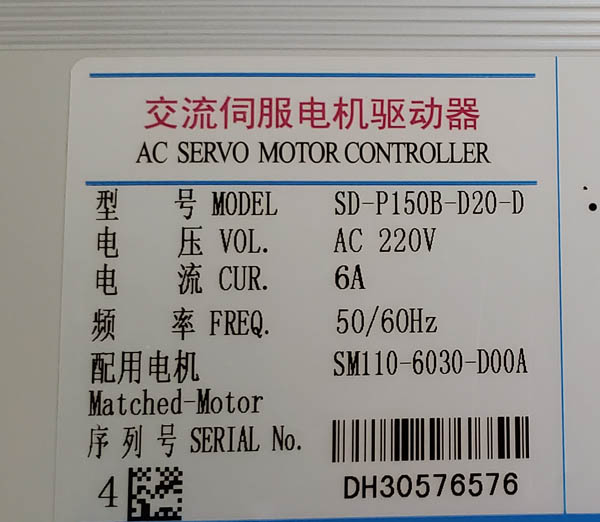 交流伺服电机驱动器
AC SERVO MOTOR CONTROLLER
型 号 MODEL SD-P150B-D20-D
电 压 VOL. AC 220V
电 流 CUR. 6A
频 率 FREQ. 50/60Hz
配用电机 SM110-6030-D00A
Matched-Motor
序 列 号 SERIAL No.
4 DH30576576